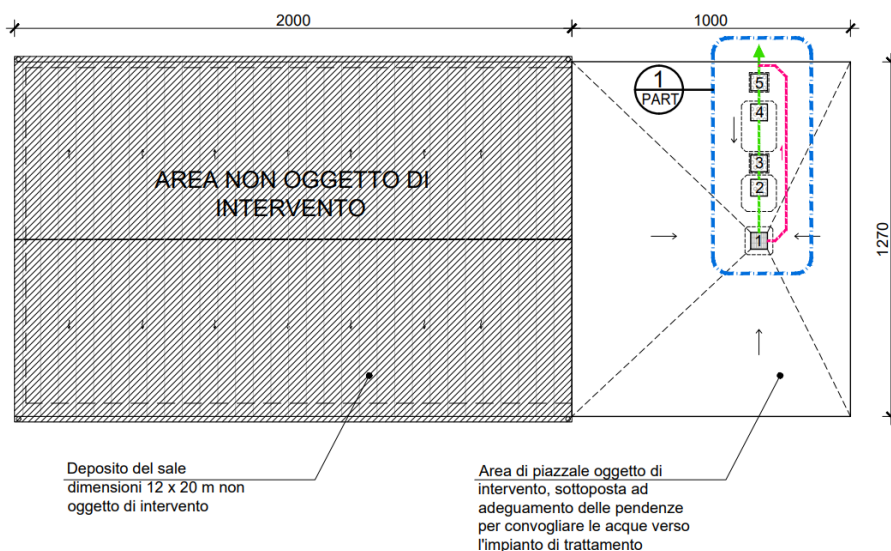 2000
1000
1
PART
5
4
3
2
1
AREA NON OGGETTO DI
INTERVENTO
1270
Deposito del sale
dimensioni 12 x 20 m non
oggetto di intervento
Area di piazzale oggetto di
intervento, sottoposta ad
adeguamento delle pendenze
per convogliare le acque verso
l'impianto di trattamento